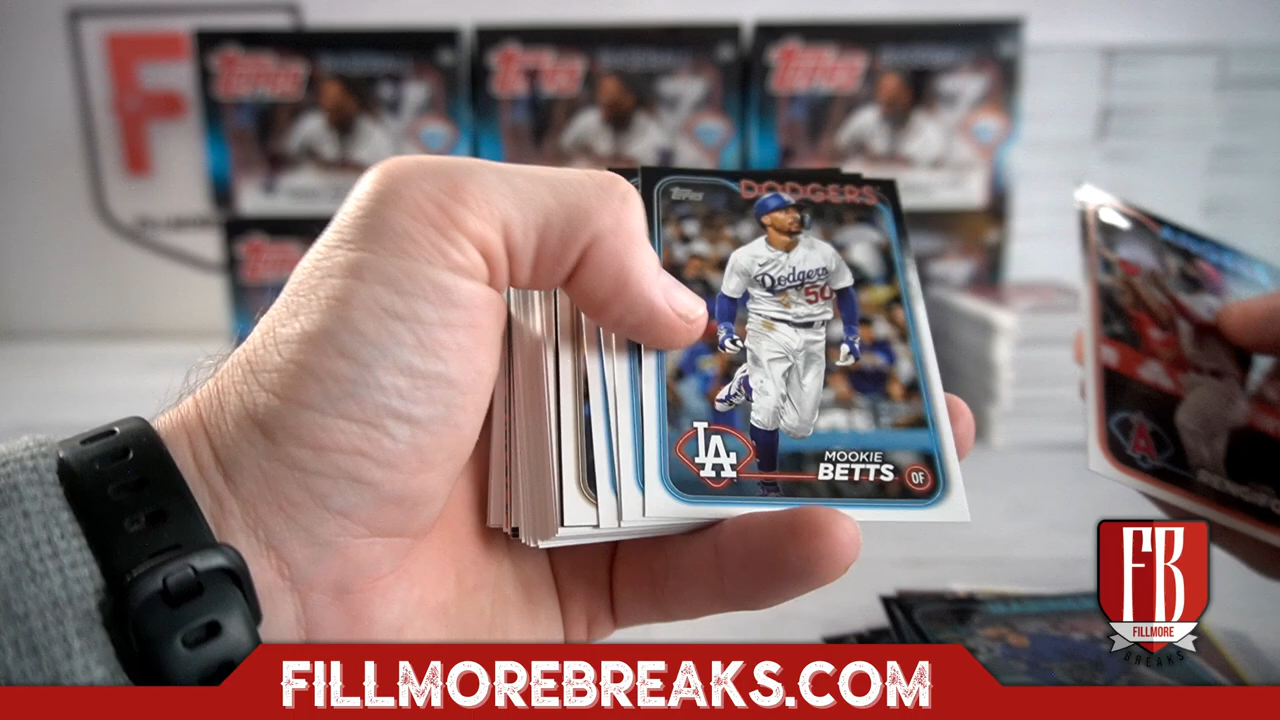 F
Topps
Topps
Topps
Topps
Topps
DODGERS
Dodgers
50
LA
MOOKIE
BETTS
OF
A
FB
FILLMORE
BREAKS
FILLMOREBREAKS.COM